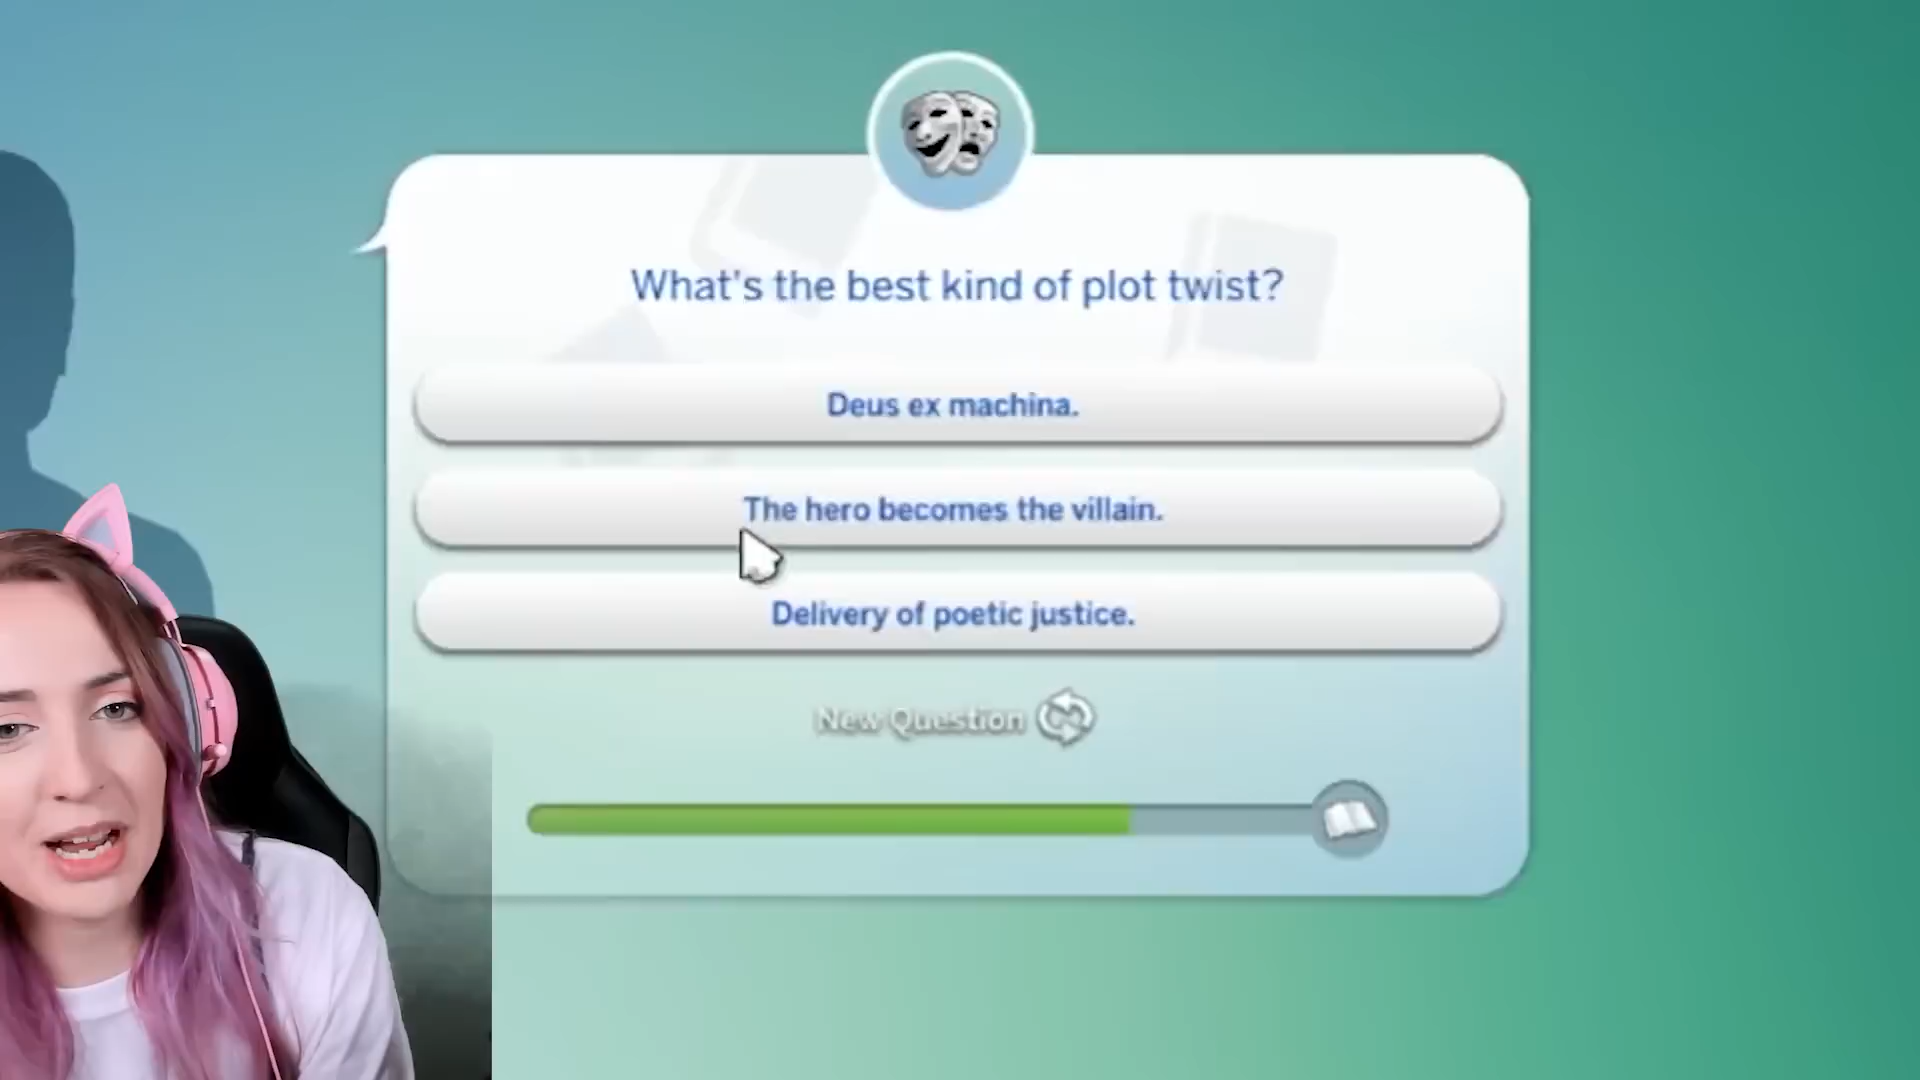 What's the best kind of plot twist?
Deus ex machina.
The hero becomes the villain.
Delivery of poetic justice.
New Question